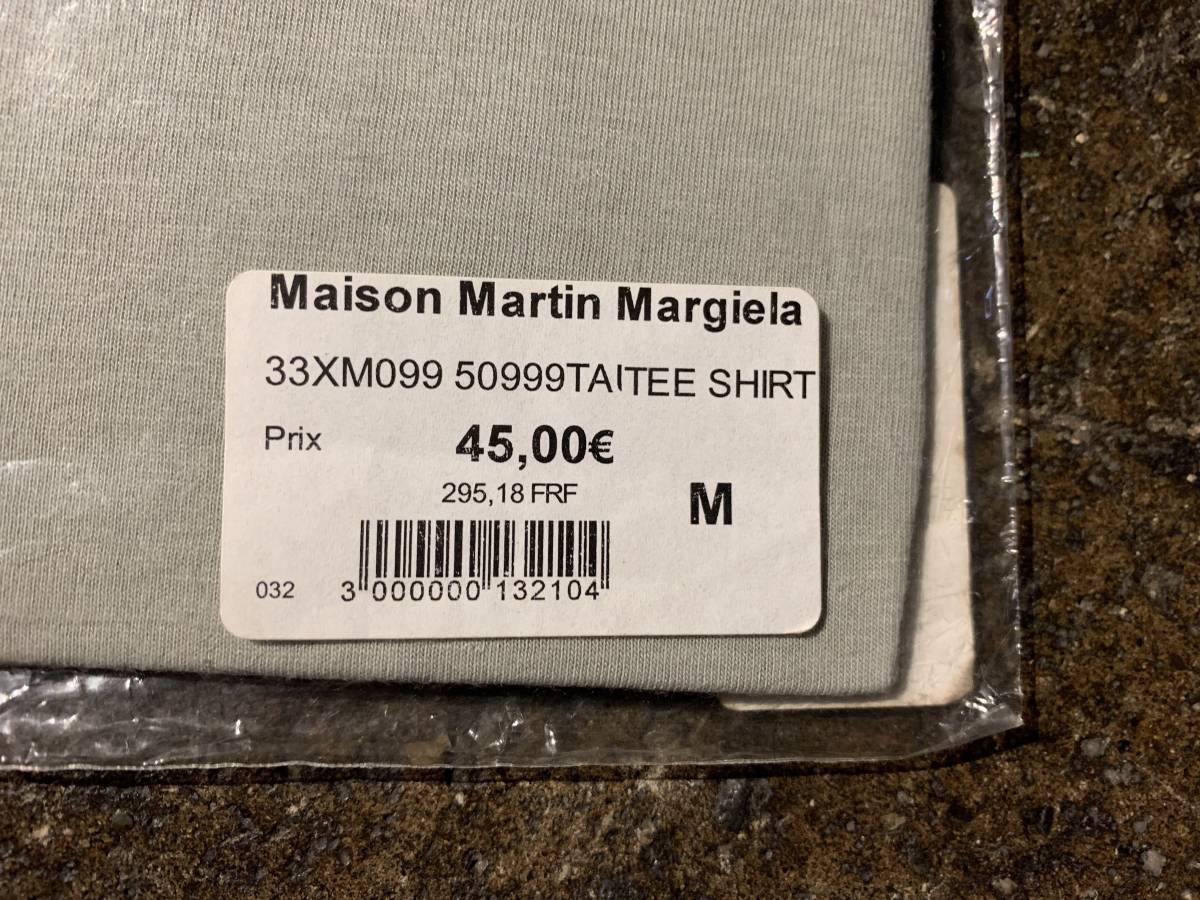 Maison Martin Margiela
33XM099 50999TAITEE SHIRT
Prix 45,00€
295,18 FRF
M
032 3 000000 132104